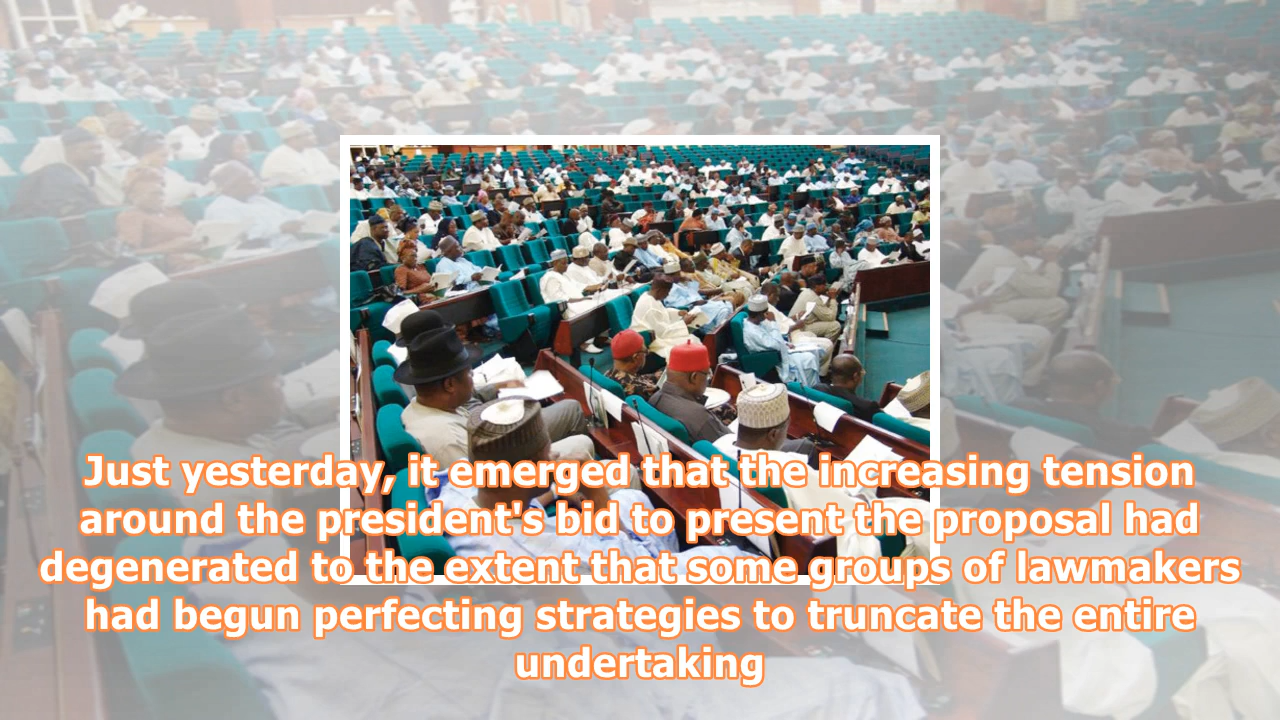 Just yesterday, it emerged that the increasing tension
around the president's bid to present the proposal had
degenerated to the extent that some groups of lawmakers
had begun perfecting strategies to truncate the entire
undertaking